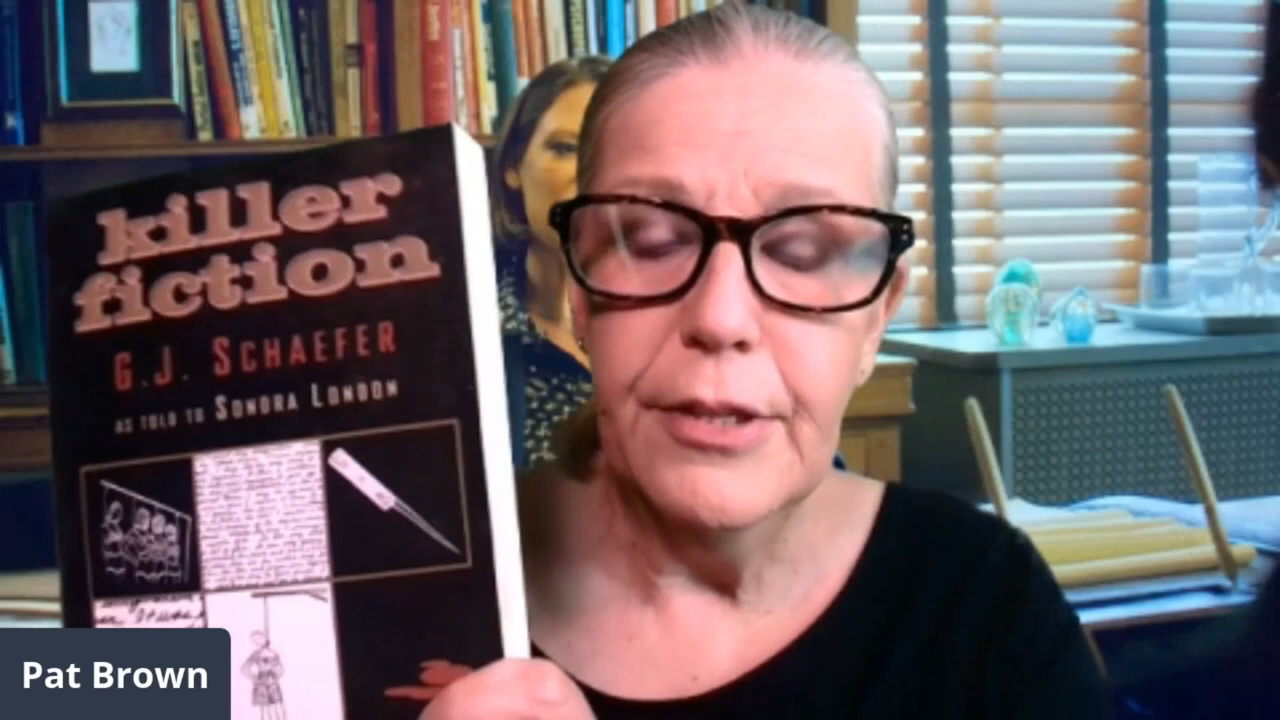 killer
fiction
G.J. SCHAEFER
AS TOLD TO SONDRA LONDON
Pat Brown